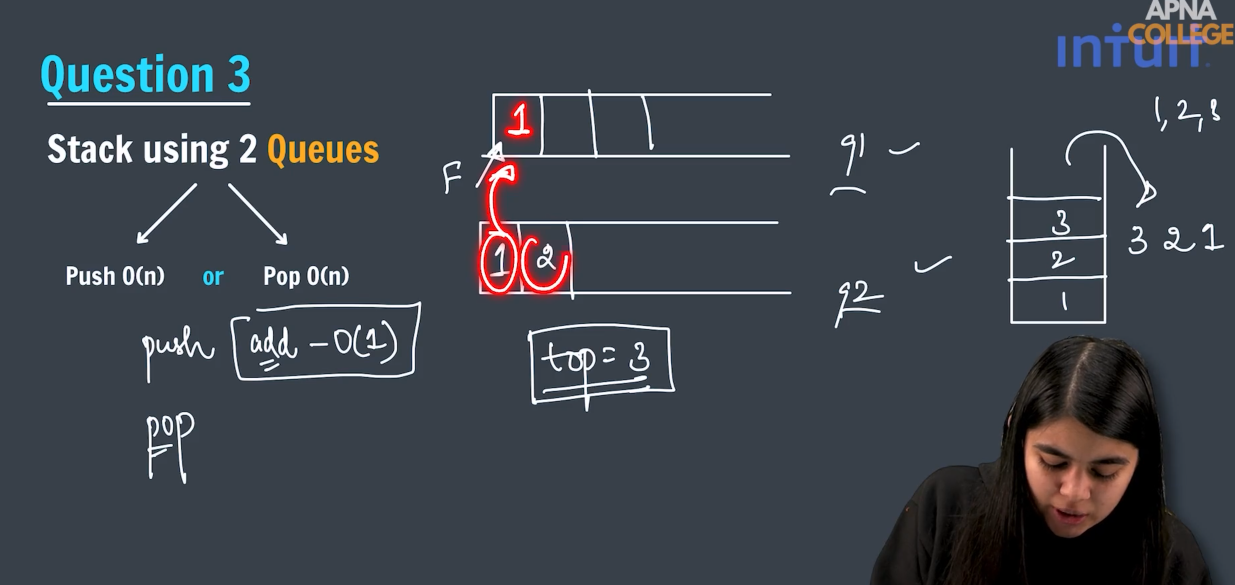 APNA
COLLEGE
intuit.
Question 3
Stack using 2 Queues
Push O(n) or Pop O(n)
push add - O(1)
pop
1
F
1 2
top = 3
q1
q2
1, 2, 3
3
2
1
3 2 1